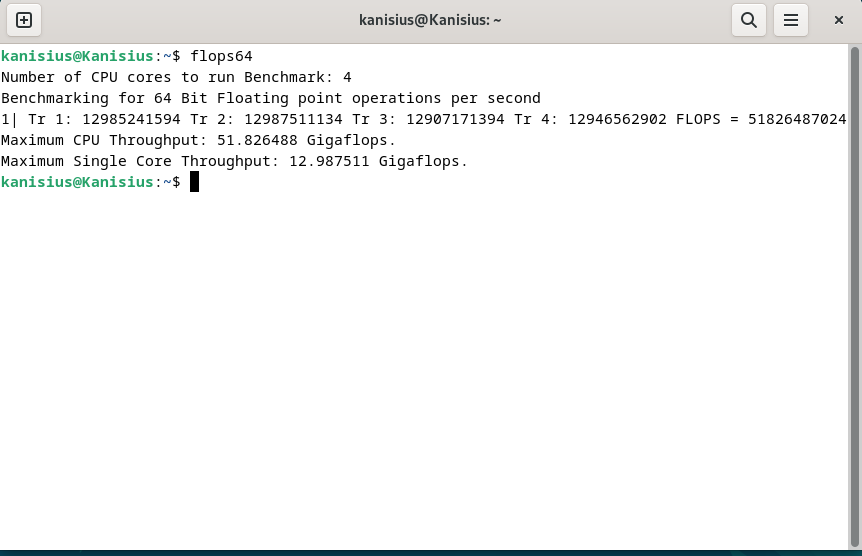 kanisius@Kanisius: ~
kanisius@Kanisius:~$ flops64
Number of CPU cores to run Benchmark: 4
Benchmarking for 64 Bit Floating point operations per second
1| Tr 1: 12985241594 Tr 2: 12987511134 Tr 3: 12907171394 Tr 4: 12946562902 FLOPS = 51826487024
Maximum CPU Throughput: 51.826488 Gigaflops.
Maximum Single Core Throughput: 12.987511 Gigaflops.
kanisius@Kanisius:~$